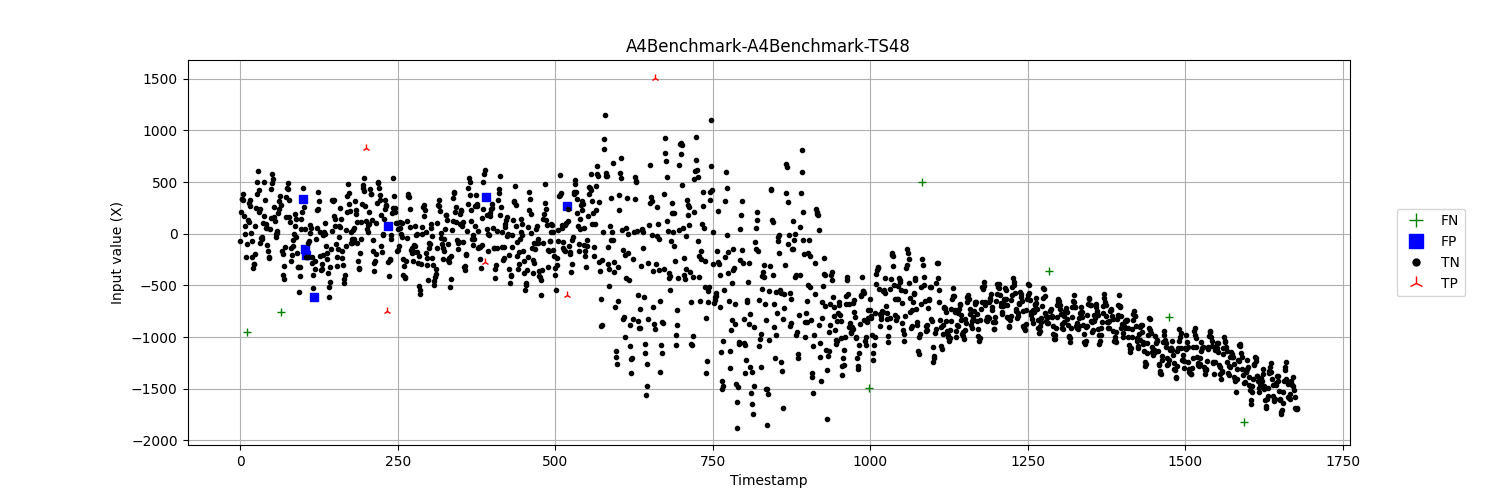 A4Benchmark-A4Benchmark-TS48
1500
1000
500
0
−500
−1000
−1500
−2000
Input value (X)
0 250 500 750 1000 1250 1500 1750
Timestamp
FN
FP
TN
TP